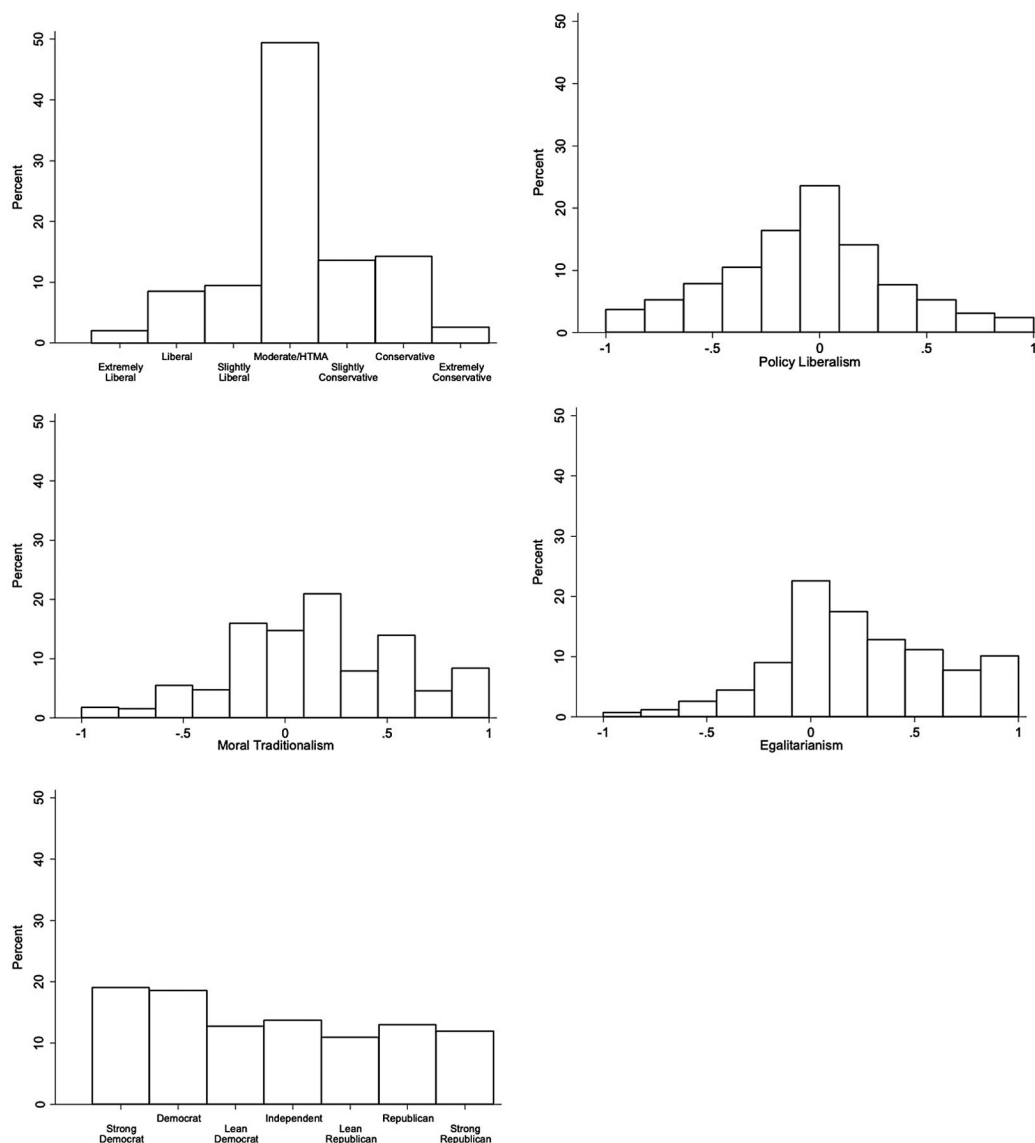 50
40
30
20
10
0
Percent
Extremely
Liberal
Liberal
Slightly
Liberal
Moderate/HTMA
Slightly
Conservative
Conservative
Extremely
Conservative
50
40
30
20
10
0
Percent
-1
-.5
0
.5
1
Policy Liberalism
50
40
30
20
10
0
Percent
-1
-.5
0
.5
1
Moral Traditionalism
50
40
30
20
10
0
Percent
-1
-.5
0
.5
1
Egalitarianism
50
40
30
20
10
0
Percent
Strong
Democrat
Democrat
Lean
Democrat
Independent
Lean
Republican
Republican
Strong
Republican